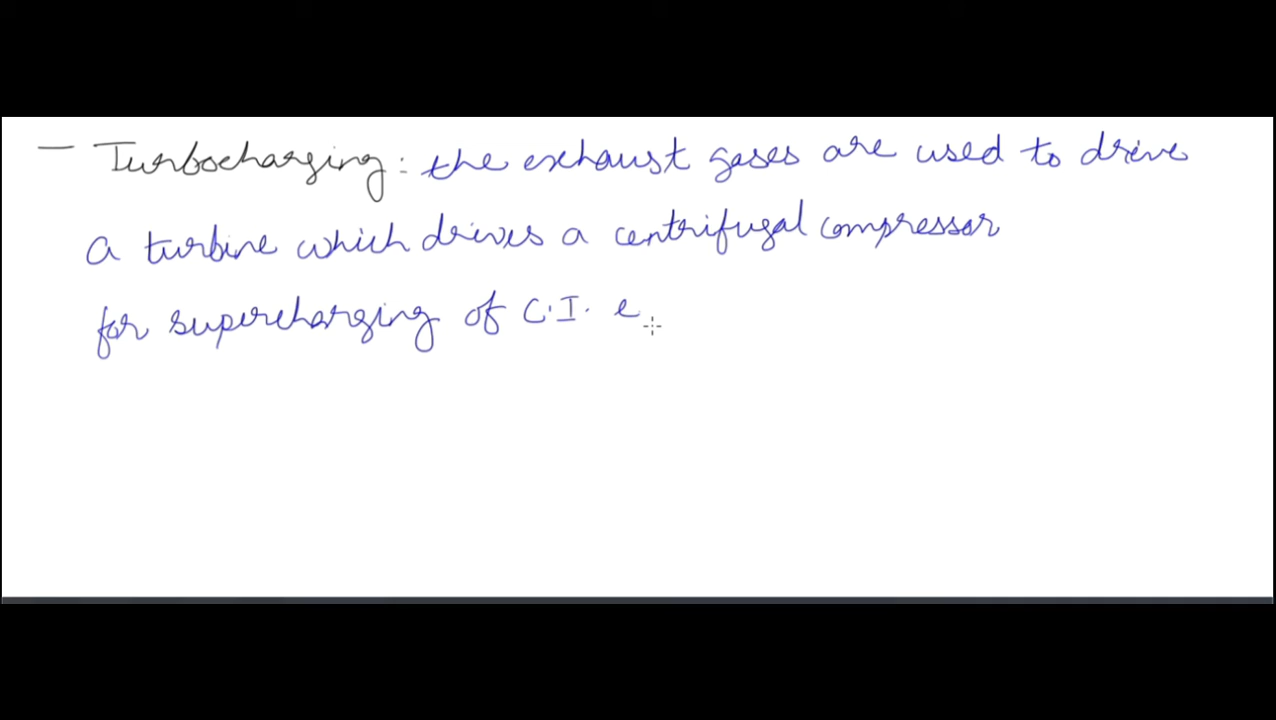 - Turbocharging: the exhaust gases are used to drive
a turbine which drives a centrifugal compressor
for supercharging of C.I. e